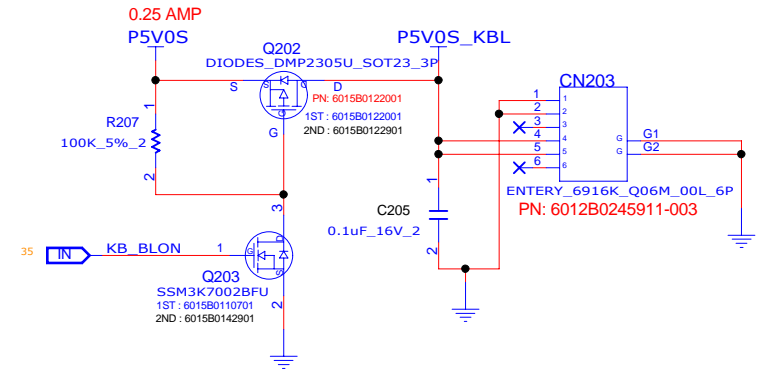 0.25 AMP
P5V0S
Q202
P5V0S_KBL
DIODES_DMP2305U_SOT23_3P
CN203
S
S
D
D
PN: 6015B0122001
1ST : 6015B0122001
2ND : 6015B0122901
G
G
R207
100K_5%_2
1
2
1
1
2
2
3
3
4
4
5
5
6
6
G
G1
G
G2
ENTERY_6916K_Q06M_00L_6P
PN: 6012B0245911-003
1
C205
0.1uF_16V_2
2
35
IN
KB_BLON
1
3
G
D
S
Q203
2
SSM3K7002BFU
1ST : 6015B0110701
2ND : 6015B0142901